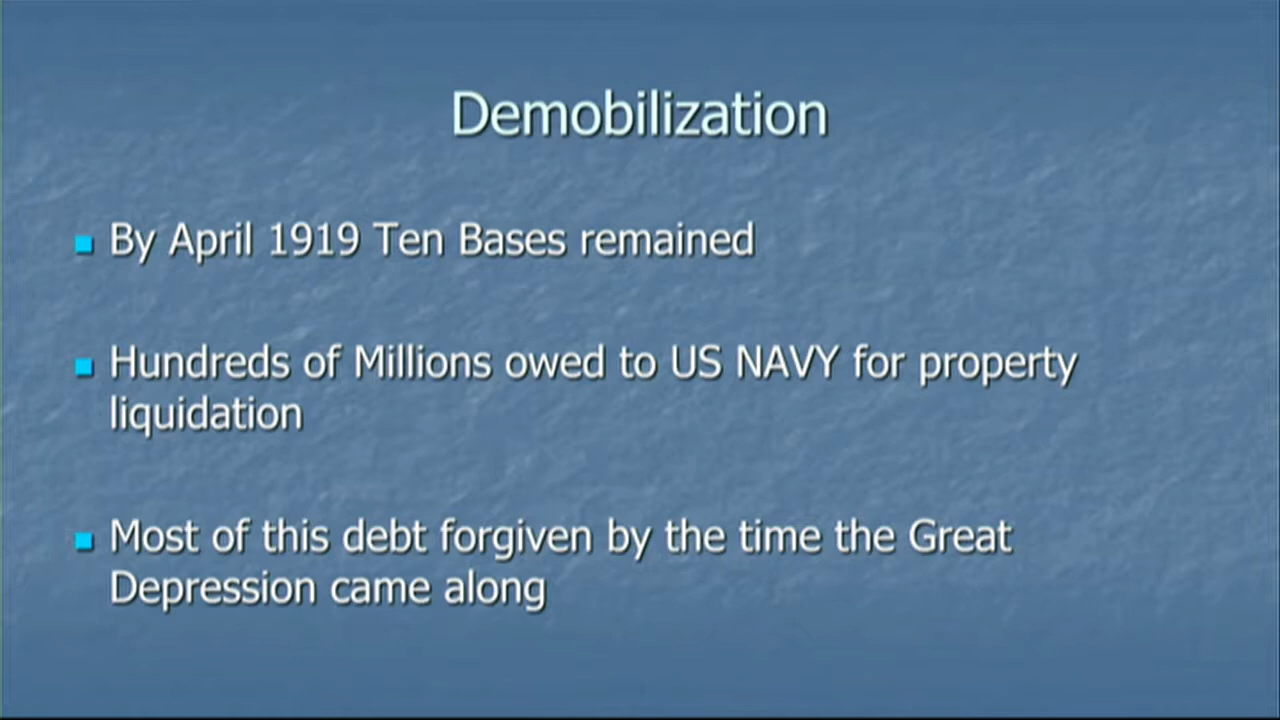 Demobilization
By April 1919 Ten Bases remained
Hundreds of Millions owed to US NAVY for property
liquidation
Most of this debt forgiven by the time the Great
Depression came along